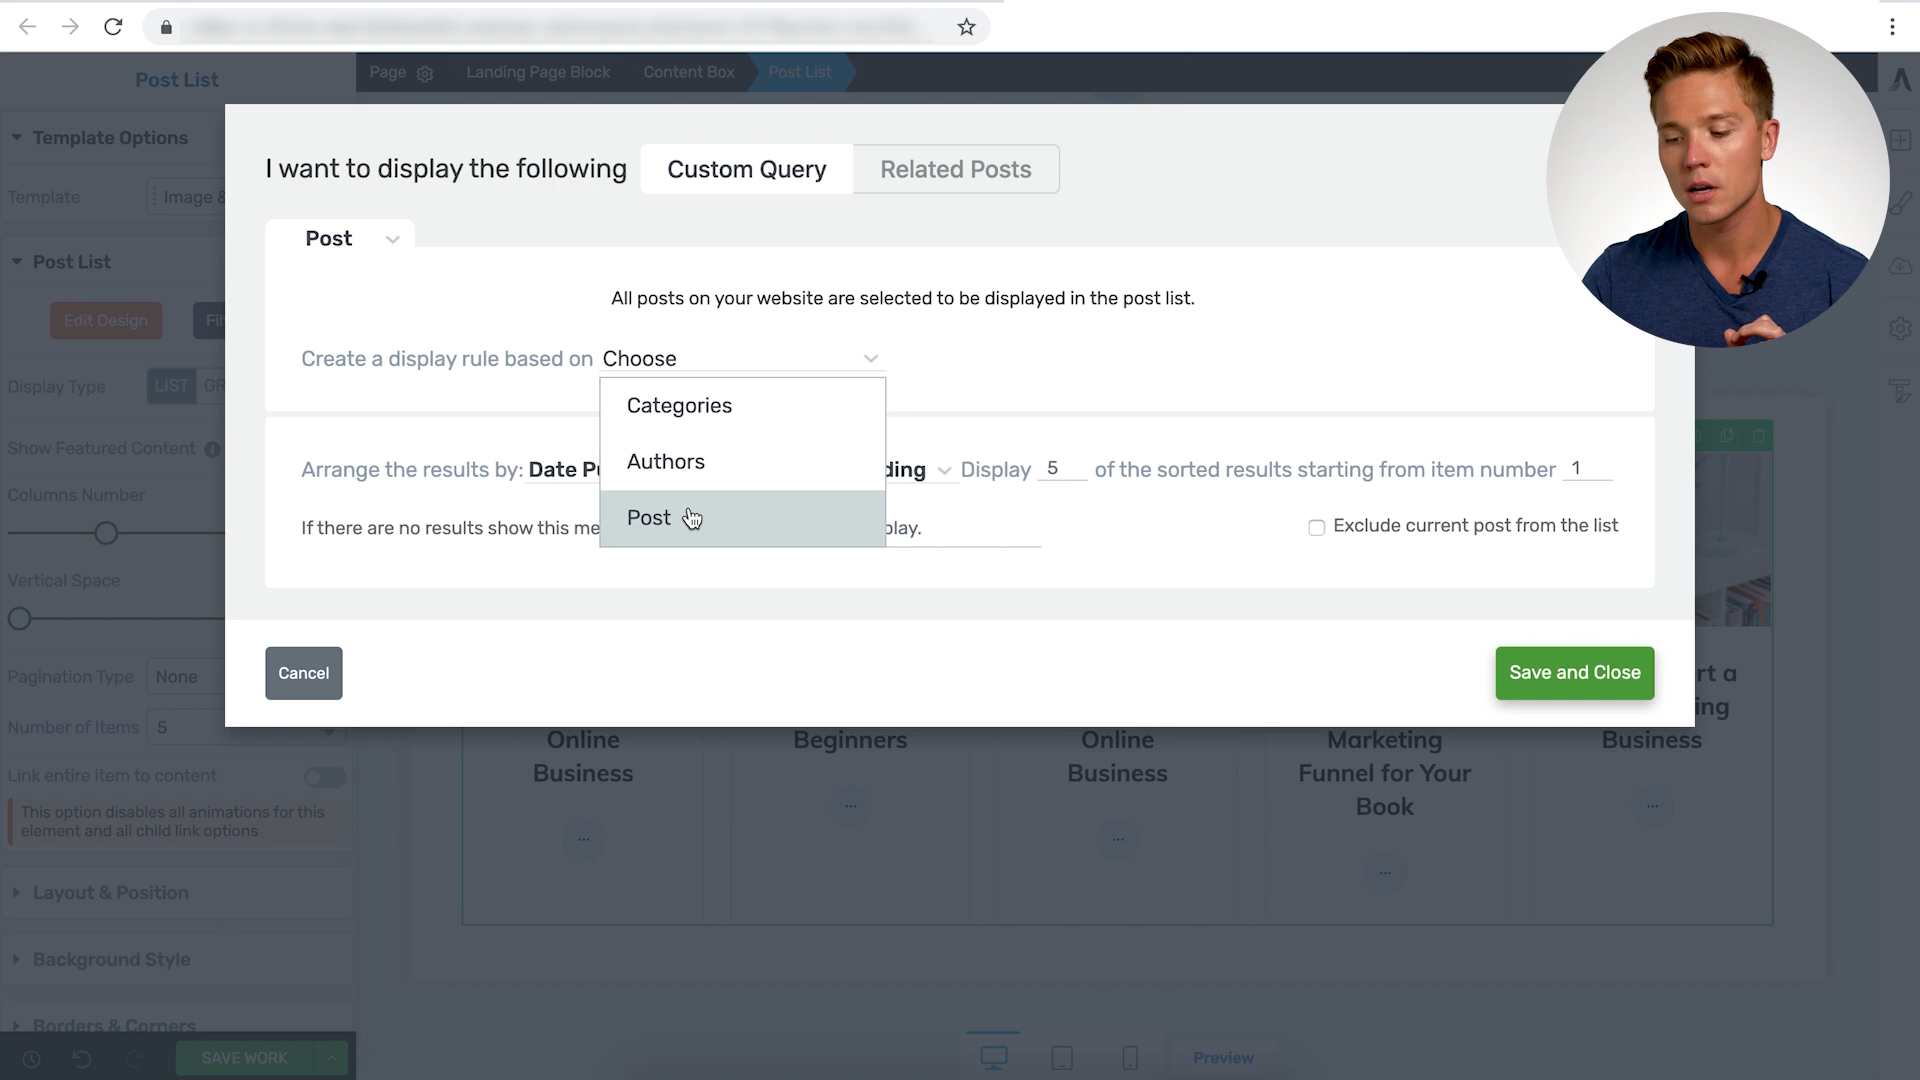 Post List
Page
Landing Page Block
Content Box
Post List
Template Options
Template
Image &
Post List
Edit Design
Fil
Display Type
LIST
GR
Show Featured Content
Columns Number
Vertical Space
Pagination Type
None
Number of Items
5
Link entire item to content
This option disables all animations for this
element and all child link options
Layout & Position
Background Style
Borders & Corners
SAVE WORK
I want to display the following
Custom Query
Related Posts
Post
All posts on your website are selected to be displayed in the post list.
Create a display rule based on
Choose
Categories
Authors
Post
Arrange the results by: Date Pu
ding
Display 5 of the sorted results starting from item number 1
If there are no results show this me
play.
Exclude current post from the list
Cancel
Save and Close
Online
Business
Beginners
Online
Business
Marketing
Funnel for Your
Book
rt a
ing
Business
...
...
...
...
...
Preview